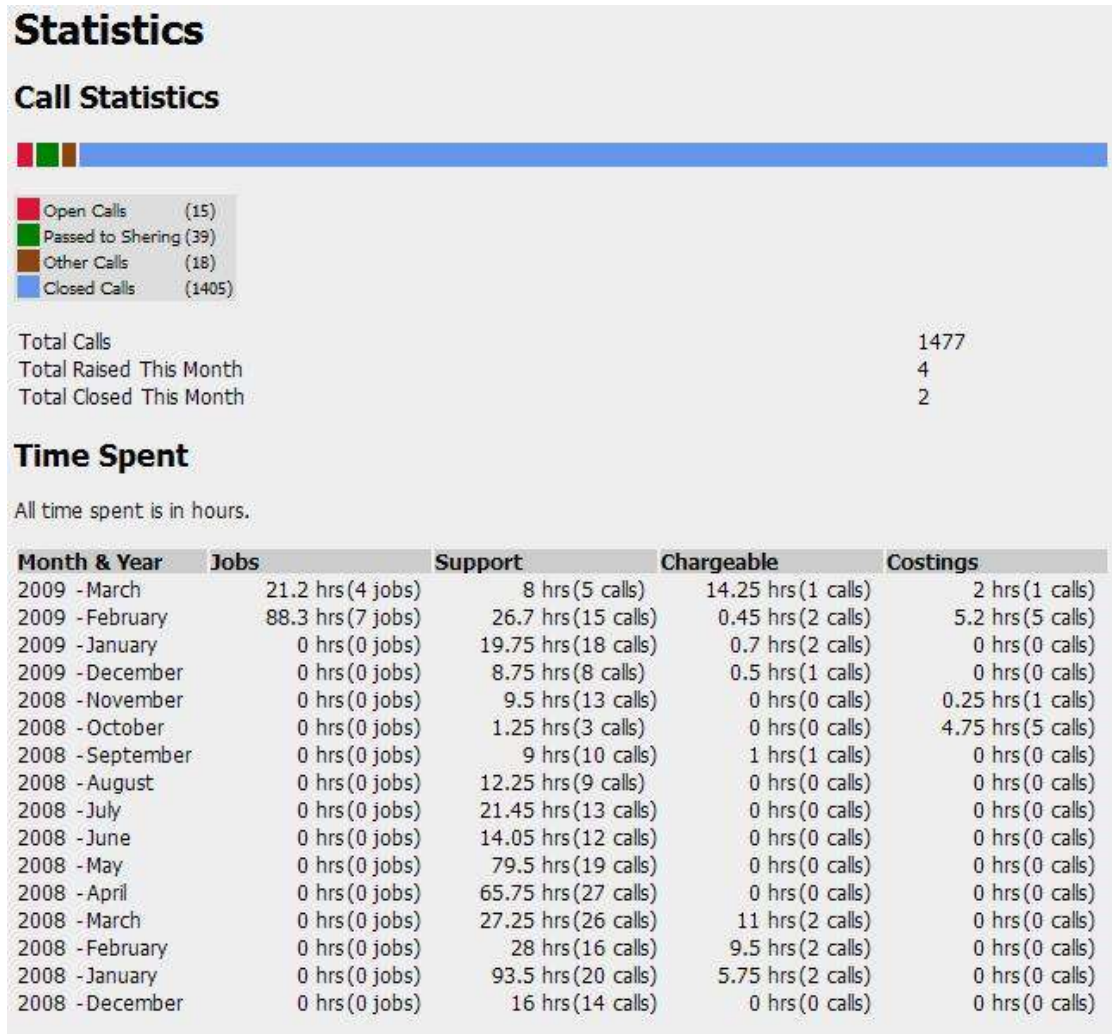 Statistics
Call Statistics
Open Calls (15)
Passed to Shering (39)
Other Calls (18)
Closed Calls (1405)
Total Calls 1477
Total Raised This Month 4
Total Closed This Month 2
Time Spent
All time spent is in hours.
Month & Year Jobs Support Chargeable Costings
2009 - March 21.2 hrs (4 jobs) 8 hrs (5 calls) 14.25 hrs (1 calls) 2 hrs (1 calls)
2009 - February 88.3 hrs (7 jobs) 26.7 hrs (15 calls) 0.45 hrs (2 calls) 5.2 hrs (5 calls)
2009 - January 0 hrs (0 jobs) 19.75 hrs (18 calls) 0.7 hrs (2 calls) 0 hrs (0 calls)
2009 - December 0 hrs (0 jobs) 8.75 hrs (8 calls) 0.5 hrs (1 calls) 0 hrs (0 calls)
2008 - November 0 hrs (0 jobs) 9.5 hrs (13 calls) 0 hrs (0 calls) 0.25 hrs (1 calls)
2008 - October 0 hrs (0 jobs) 1.25 hrs (3 calls) 0 hrs (0 calls) 4.75 hrs (5 calls)
2008 - September 0 hrs (0 jobs) 9 hrs (10 calls) 1 hrs (1 calls) 0 hrs (0 calls)
2008 - August 0 hrs (0 jobs) 12.25 hrs (9 calls) 0 hrs (0 calls) 0 hrs (0 calls)
2008 - July 0 hrs (0 jobs) 21.45 hrs (13 calls) 0 hrs (0 calls) 0 hrs (0 calls)
2008 - June 0 hrs (0 jobs) 14.05 hrs (12 calls) 0 hrs (0 calls) 0 hrs (0 calls)
2008 - May 0 hrs (0 jobs) 79.5 hrs (19 calls) 0 hrs (0 calls) 0 hrs (0 calls)
2008 - April 0 hrs (0 jobs) 65.75 hrs (27 calls) 0 hrs (0 calls) 0 hrs (0 calls)
2008 - March 0 hrs (0 jobs) 27.25 hrs (26 calls) 11 hrs (2 calls) 0 hrs (0 calls)
2008 - February 0 hrs (0 jobs) 28 hrs (16 calls) 9.5 hrs (2 calls) 0 hrs (0 calls)
2008 - January 0 hrs (0 jobs) 93.5 hrs (20 calls) 5.75 hrs (2 calls) 0 hrs (0 calls)
2008 - December 0 hrs (0 jobs) 16 hrs (14 calls) 0 hrs (0 calls) 0 hrs (0 calls)